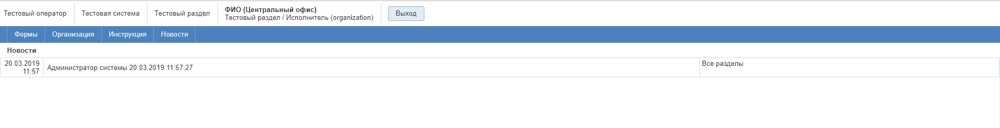 Тестовый оператор
Тестовая система
Тестовый раздел
ФИО (Центральный офис)
Тестовый раздел / Исполнитель (organization)
Выход
Формы
Организация
Инструкция
Новости
Новости
20.03.2019
11:57
Администратор системы 20.03.2019 11:57:27
Все разделы